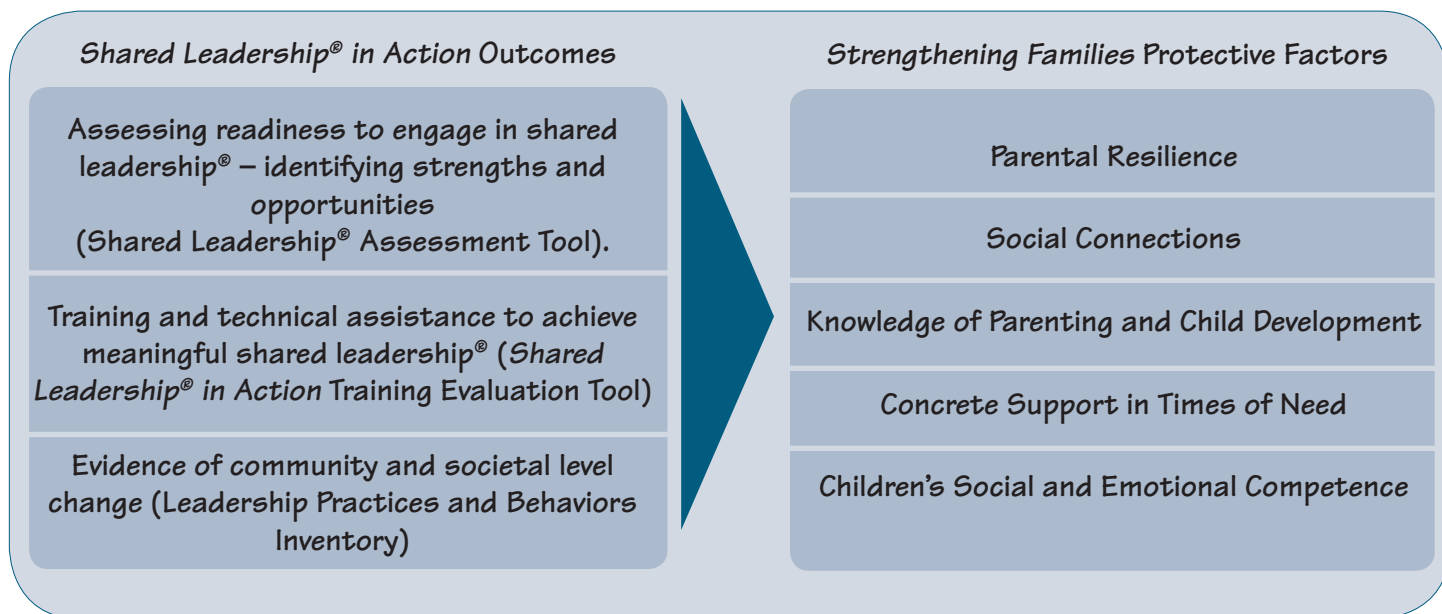 Shared Leadership® in Action Outcomes
Assessing readiness to engage in shared
leadership® – identifying strengths and
opportunities
(Shared Leadership® Assessment Tool).
Training and technical assistance to achieve
meaningful shared leadership® (Shared
Leadership® in Action Training Evaluation Tool)
Evidence of community and societal level
change (Leadership Practices and Behaviors
Inventory)
Strengthening Families Protective Factors
Parental Resilience
Social Connections
Knowledge of Parenting and Child Development
Concrete Support in Times of Need
Children's Social and Emotional Competence